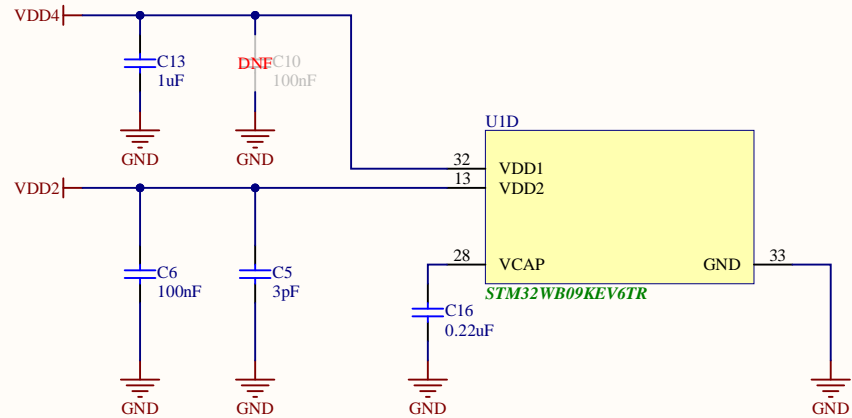 VDD4
C13
1uF
DNF
C10
100nF
GND
GND
U1D
32
VDD1
13
VDD2
VDD2
28
VCAP
GND
33
STM32WB09KEV6TR
C6
100nF
C5
3pF
C16
0.22uF
GND
GND
GND
GND